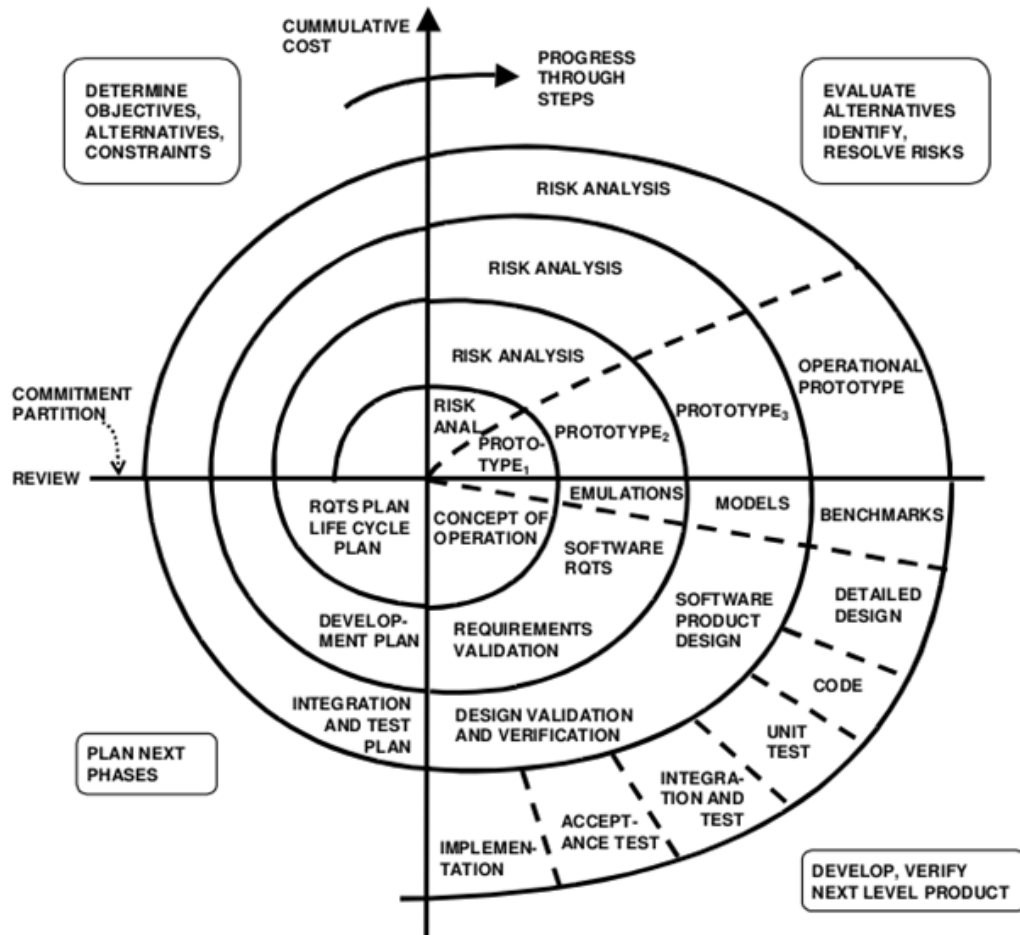 CUMMULATIVE
COST
PROGRESS
THROUGH
STEPS
DETERMINE
OBJECTIVES,
ALTERNATIVES,
CONSTRAINTS
EVALUATE
ALTERNATIVES
IDENTIFY,
RESOLVE RISKS
RISK ANALYSIS
RISK ANALYSIS
RISK ANALYSIS
RISK
ANAL.
COMMITMENT
PARTITION
REVIEW
PROTO-
TYPE1
PROTOTYPE2
PROTOTYPE3
OPERATIONAL
PROTOTYPE
RQTS PLAN
LIFE CYCLE
PLAN
CONCEPT OF
OPERATION
EMULATIONS
MODELS
BENCHMARKS
SOFTWARE
RQTS
SOFTWARE
PRODUCT
DESIGN
DETAILED
DESIGN
DEVELOP-
MENT PLAN
REQUIREMENTS
VALIDATION
CODE
INTEGRATION
AND TEST
PLAN
DESIGN VALIDATION
AND VERIFICATION
UNIT
TEST
PLAN NEXT
PHASES
INTEGRA-
TION AND
TEST
ACCEPT-
ANCE TEST
IMPLEMEN-
TATION
DEVELOP, VERIFY
NEXT LEVEL PRODUCT